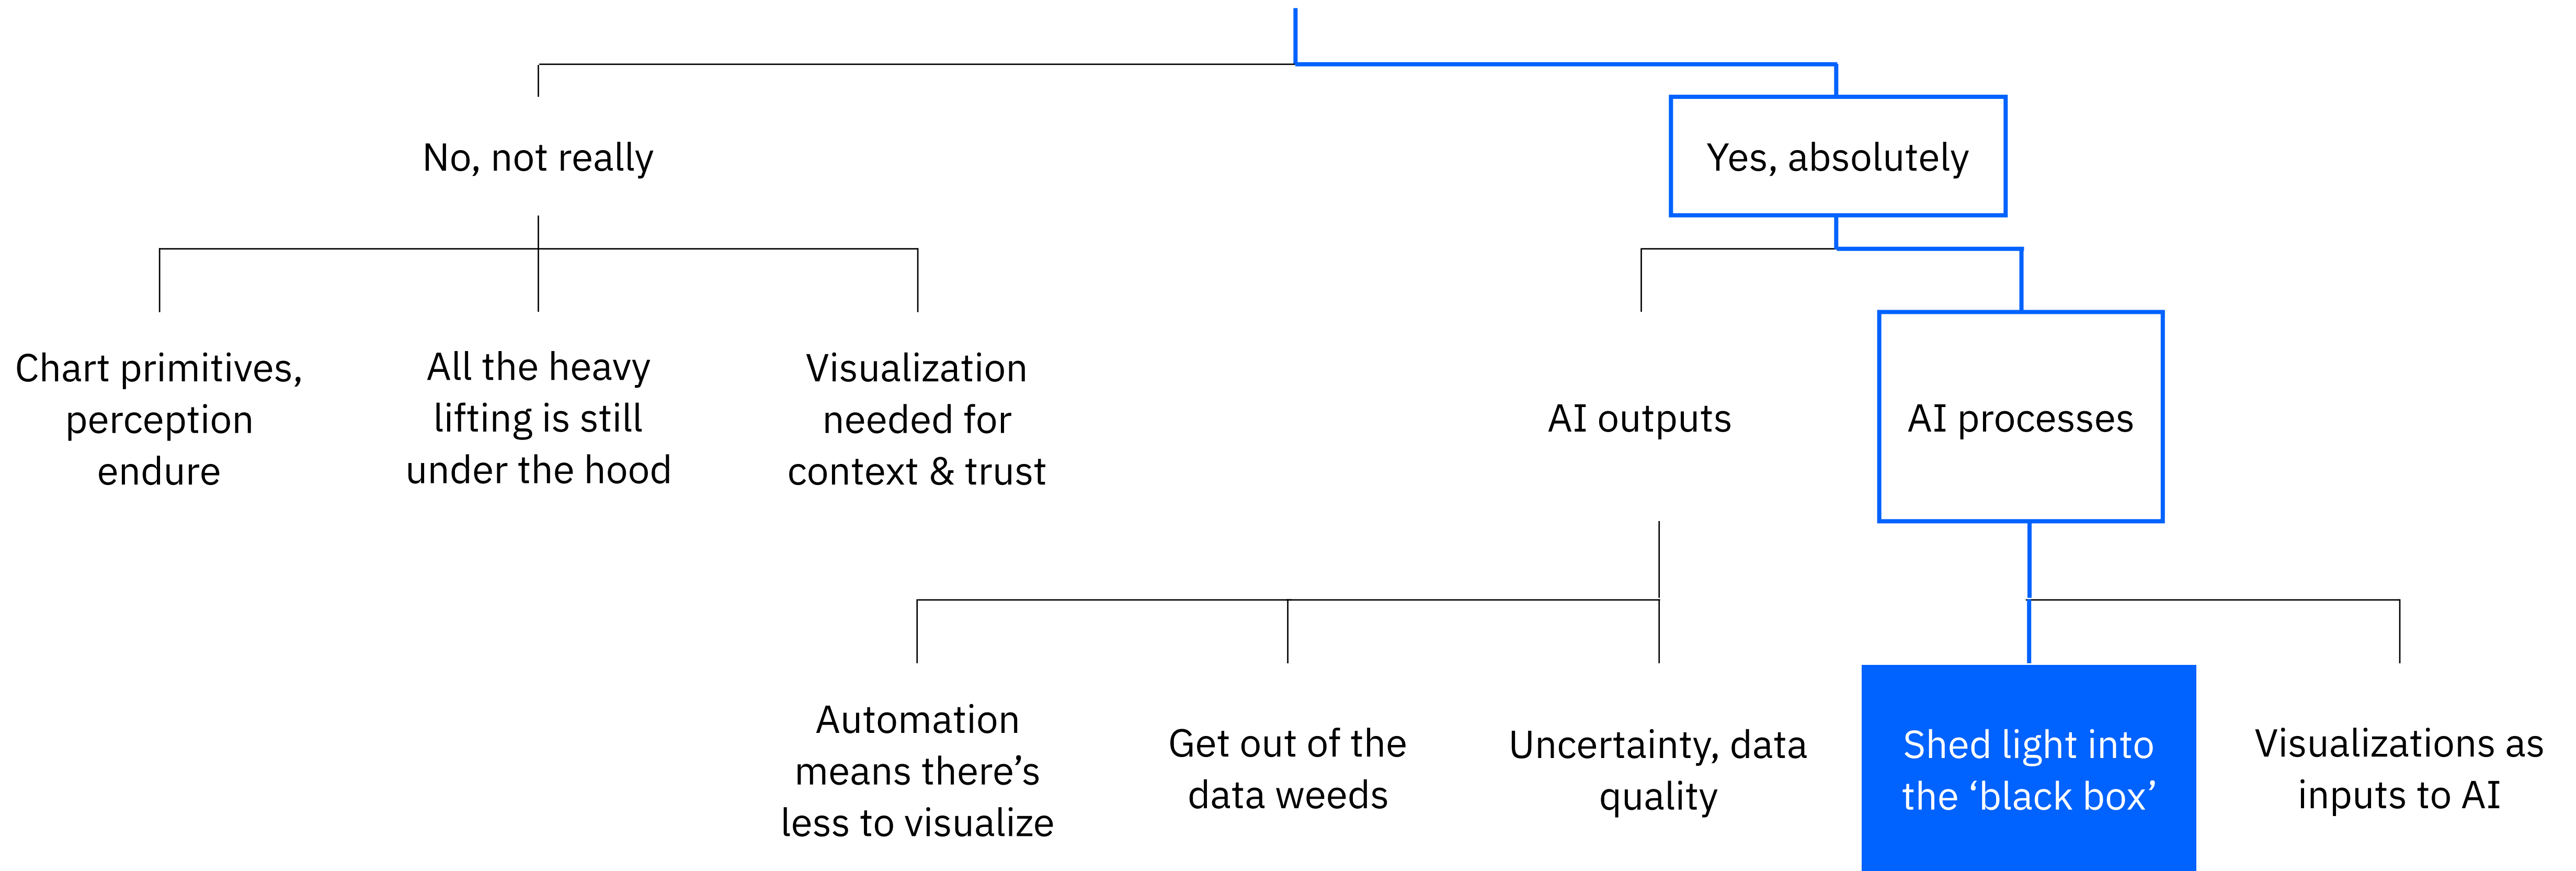 No, not really
Yes, absolutely
Chart primitives,
perception
endure
All the heavy
lifting is still
under the hood
Visualization
needed for
context & trust
AI outputs
AI processes
Automation
means there’s
less to visualize
Get out of the
data weeds
Uncertainty, data
quality
Shed light into
the ‘black box’
Visualizations as
inputs to AI